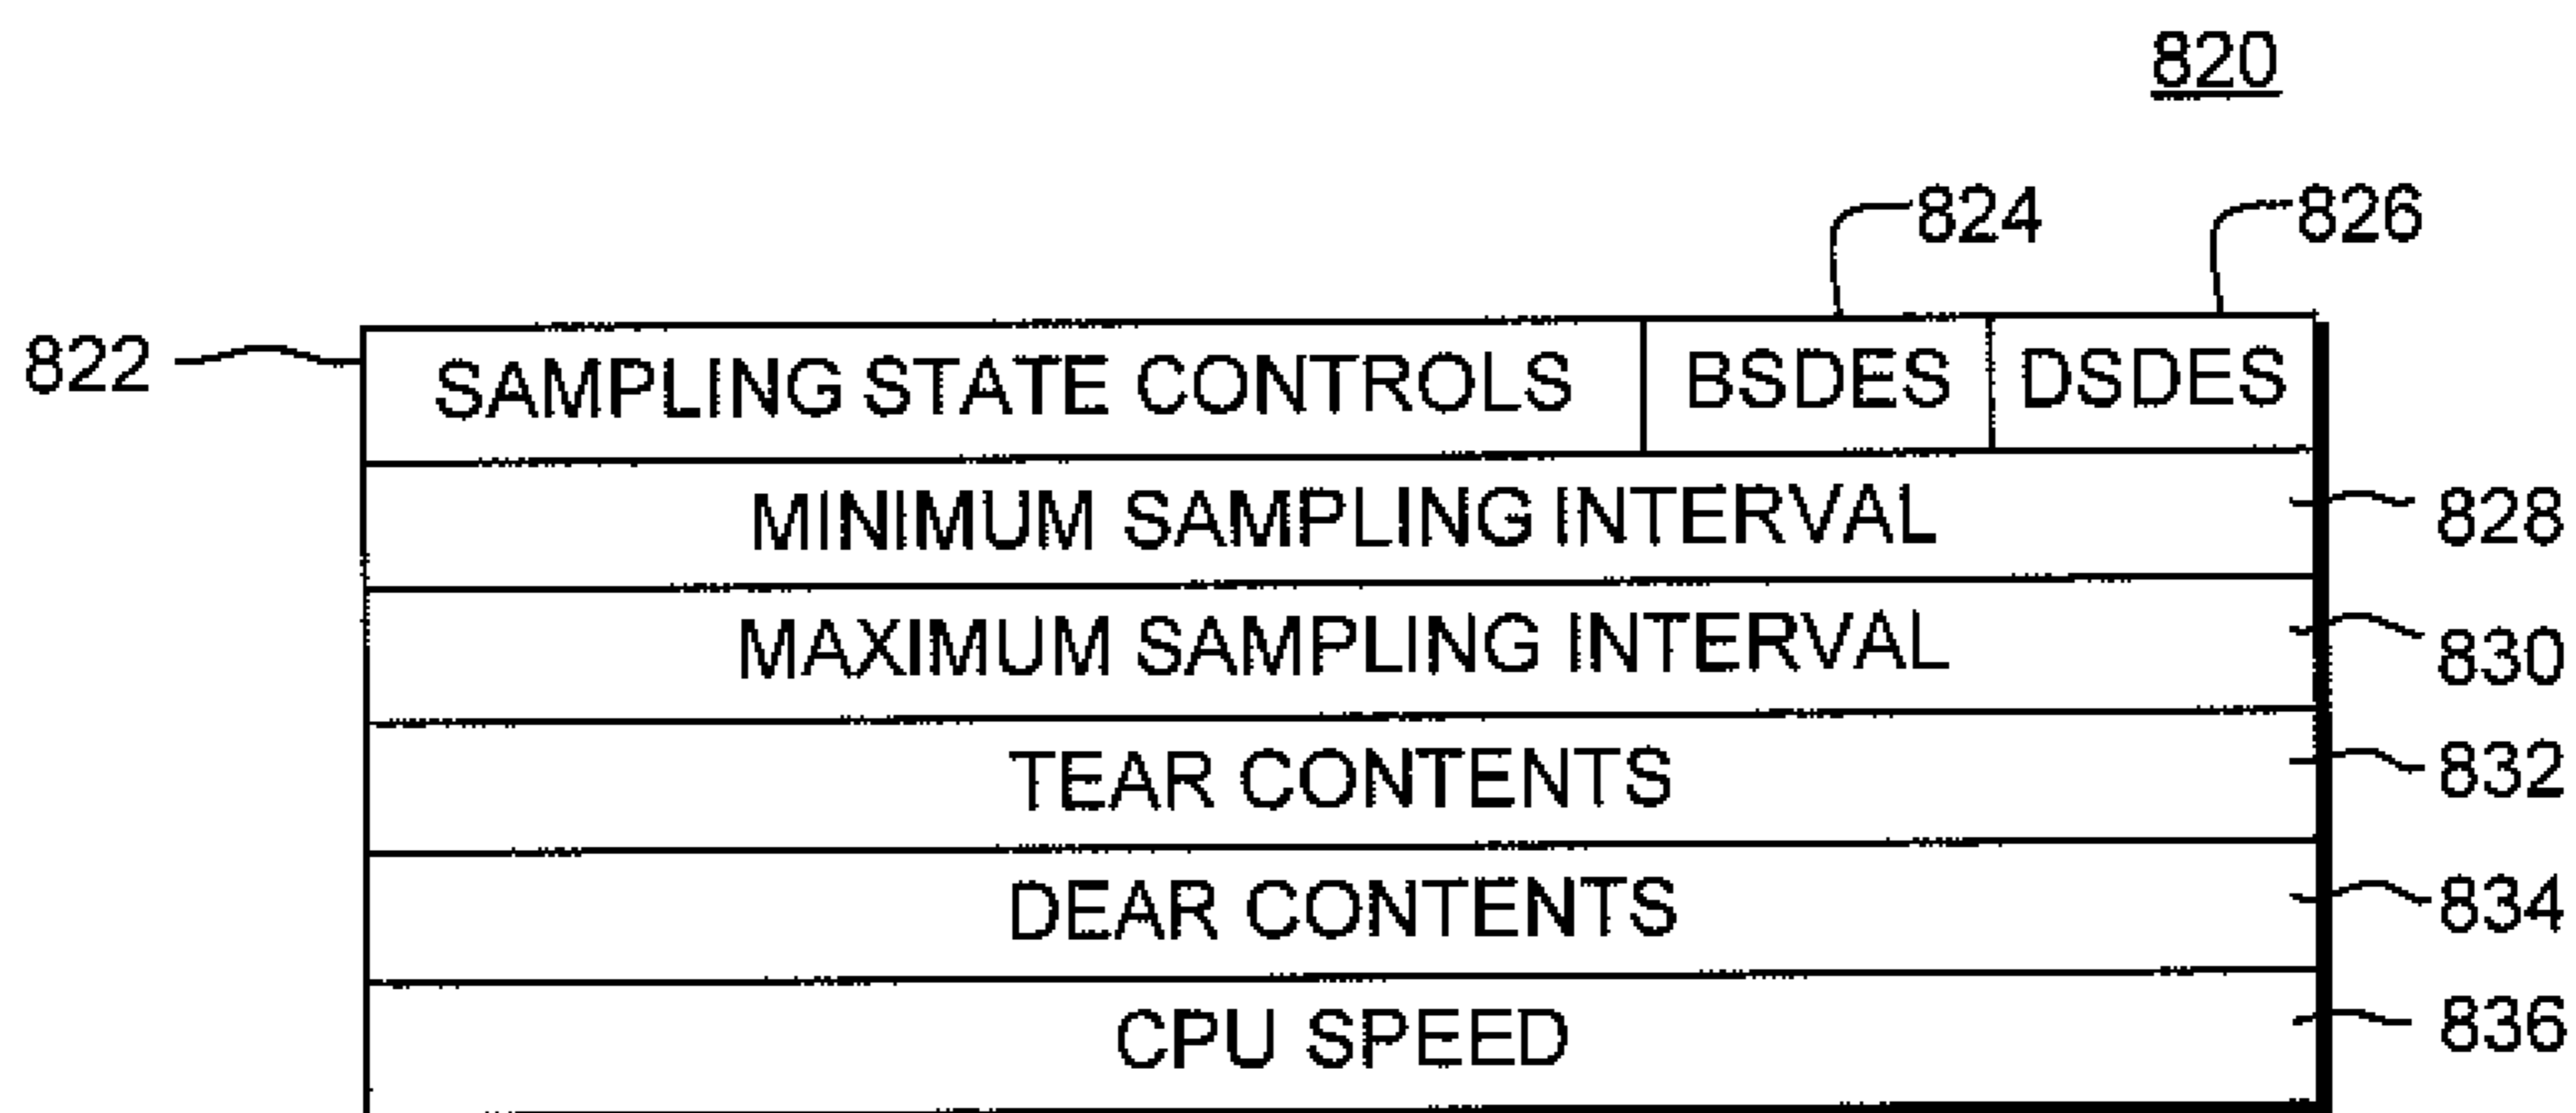 820
824 826
822 SAMPLING STATE CONTROLS BSDES DSDES
MINIMUM SAMPLING INTERVAL 828
MAXIMUM SAMPLING INTERVAL 830
TEAR CONTENTS 832
DEAR CONTENTS 834
CPU SPEED 836